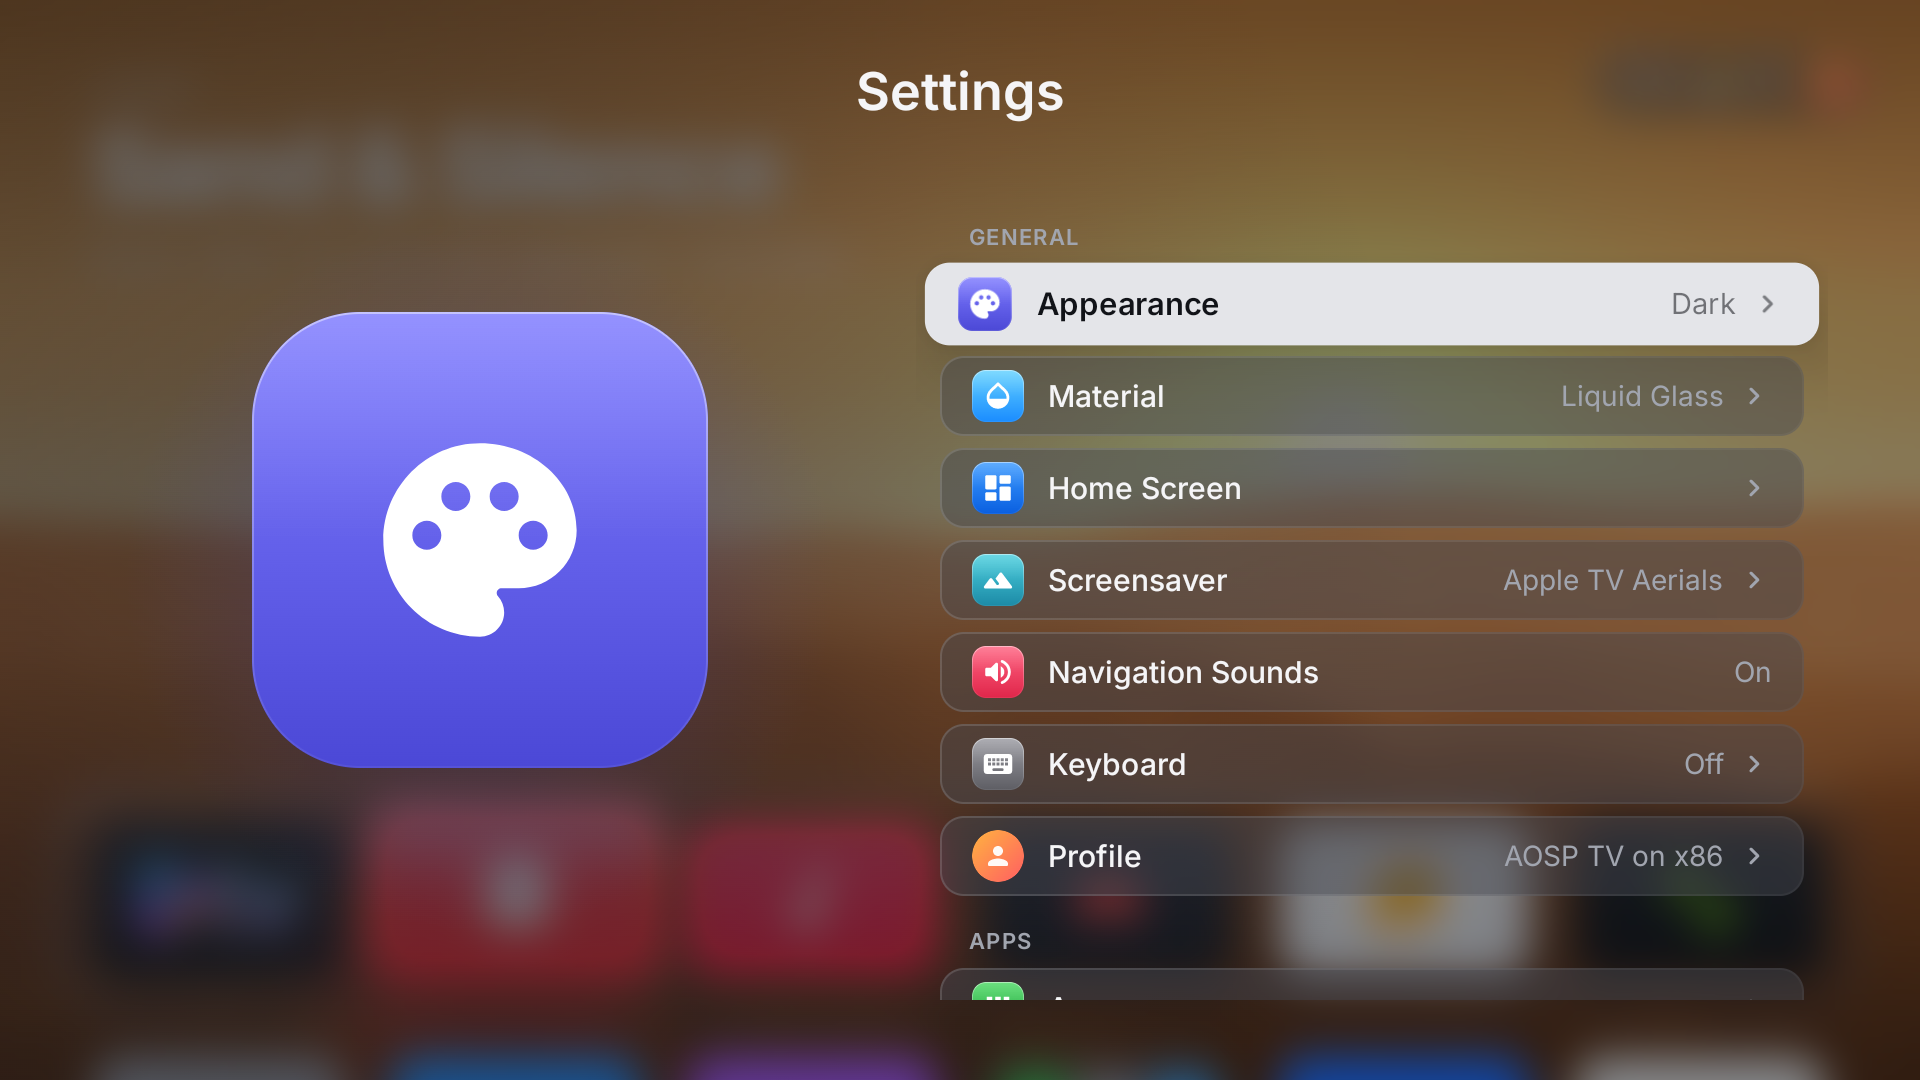 Settings
GENERAL
Appearance Dark
Material Liquid Glass
Home Screen
Screensaver Apple TV Aerials
Navigation Sounds On
Keyboard Off
Profile AOSP TV on x86
APPS